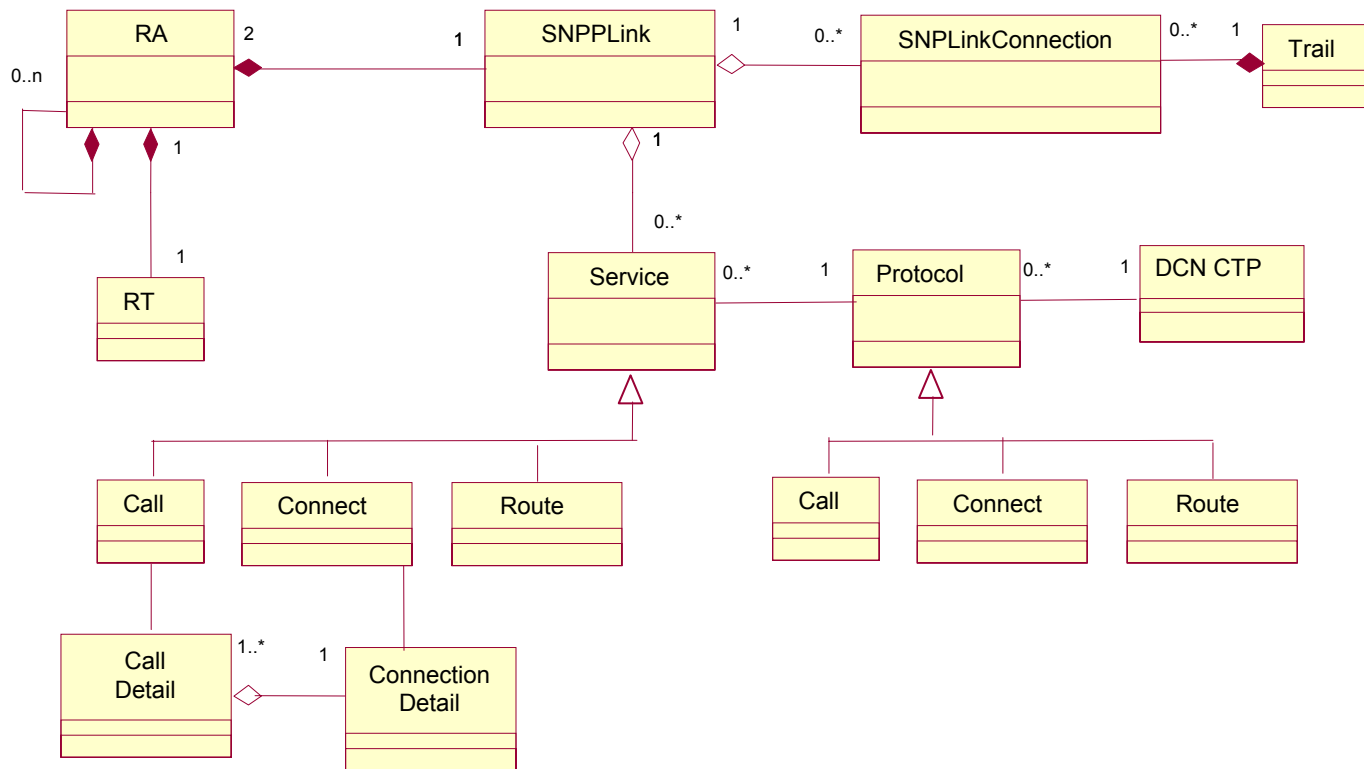 RA
2
1
SNPPLink
1
0..*
SNPLinkConnection
0..*
1
Trail
0..n
1
1
0..*
1
RT
Service
0..*
1
Protocol
0..*
1
DCN CTP
Call
Connect
Route
Call
Connect
Route
Call
Detail
1..*
1
Connection
Detail